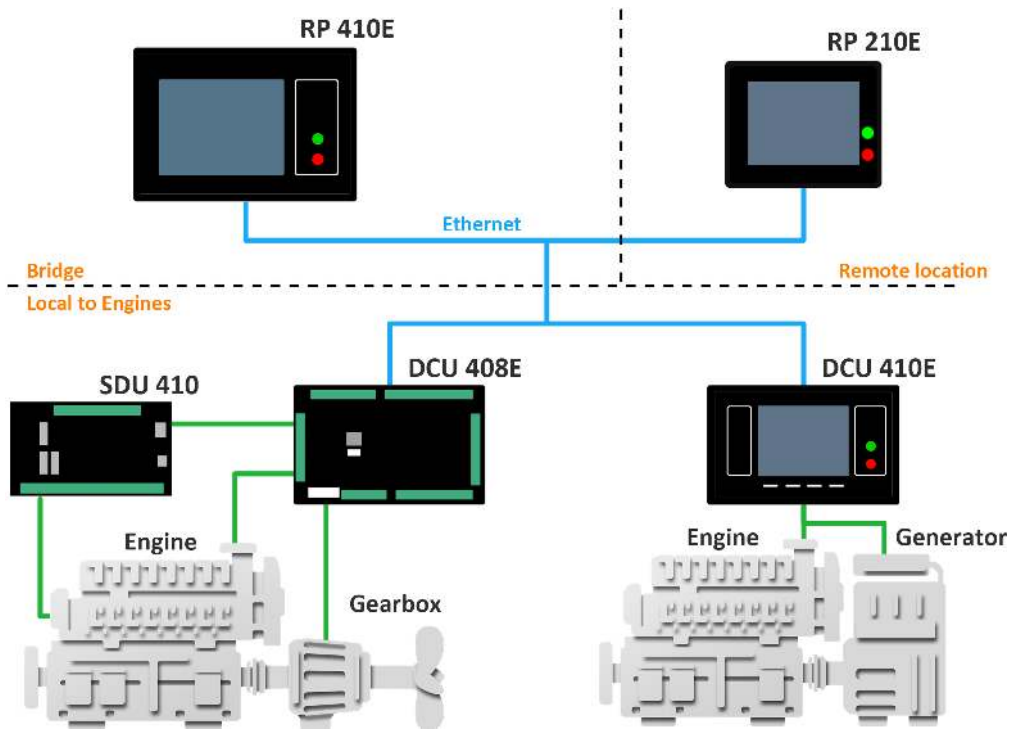 RP 410E
RP 210E
Ethernet
Bridge
Remote location
Local to Engines
SDU 410
DCU 408E
DCU 410E
Engine
Gearbox
Engine
Generator